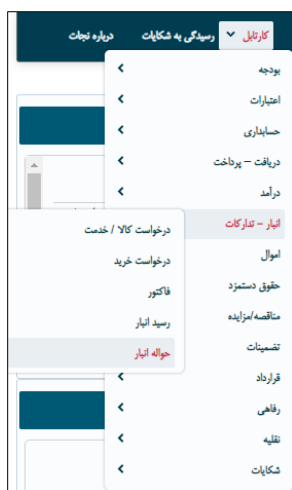 کارتابل رسیدگی به شکایات درباره نجات
بودجه
اعتبارات
حسابداری
دریافت – پرداخت
درآمد
انبار – تدارکات
اموال
حقوق دستمزد
مناقصه/مزایده
تضمینات
قرارداد
رفاهی
نقلیه
شکایات
درخواست کالا / خدمت
درخواست خرید
فاکتور
رسید انبار
حواله انبار